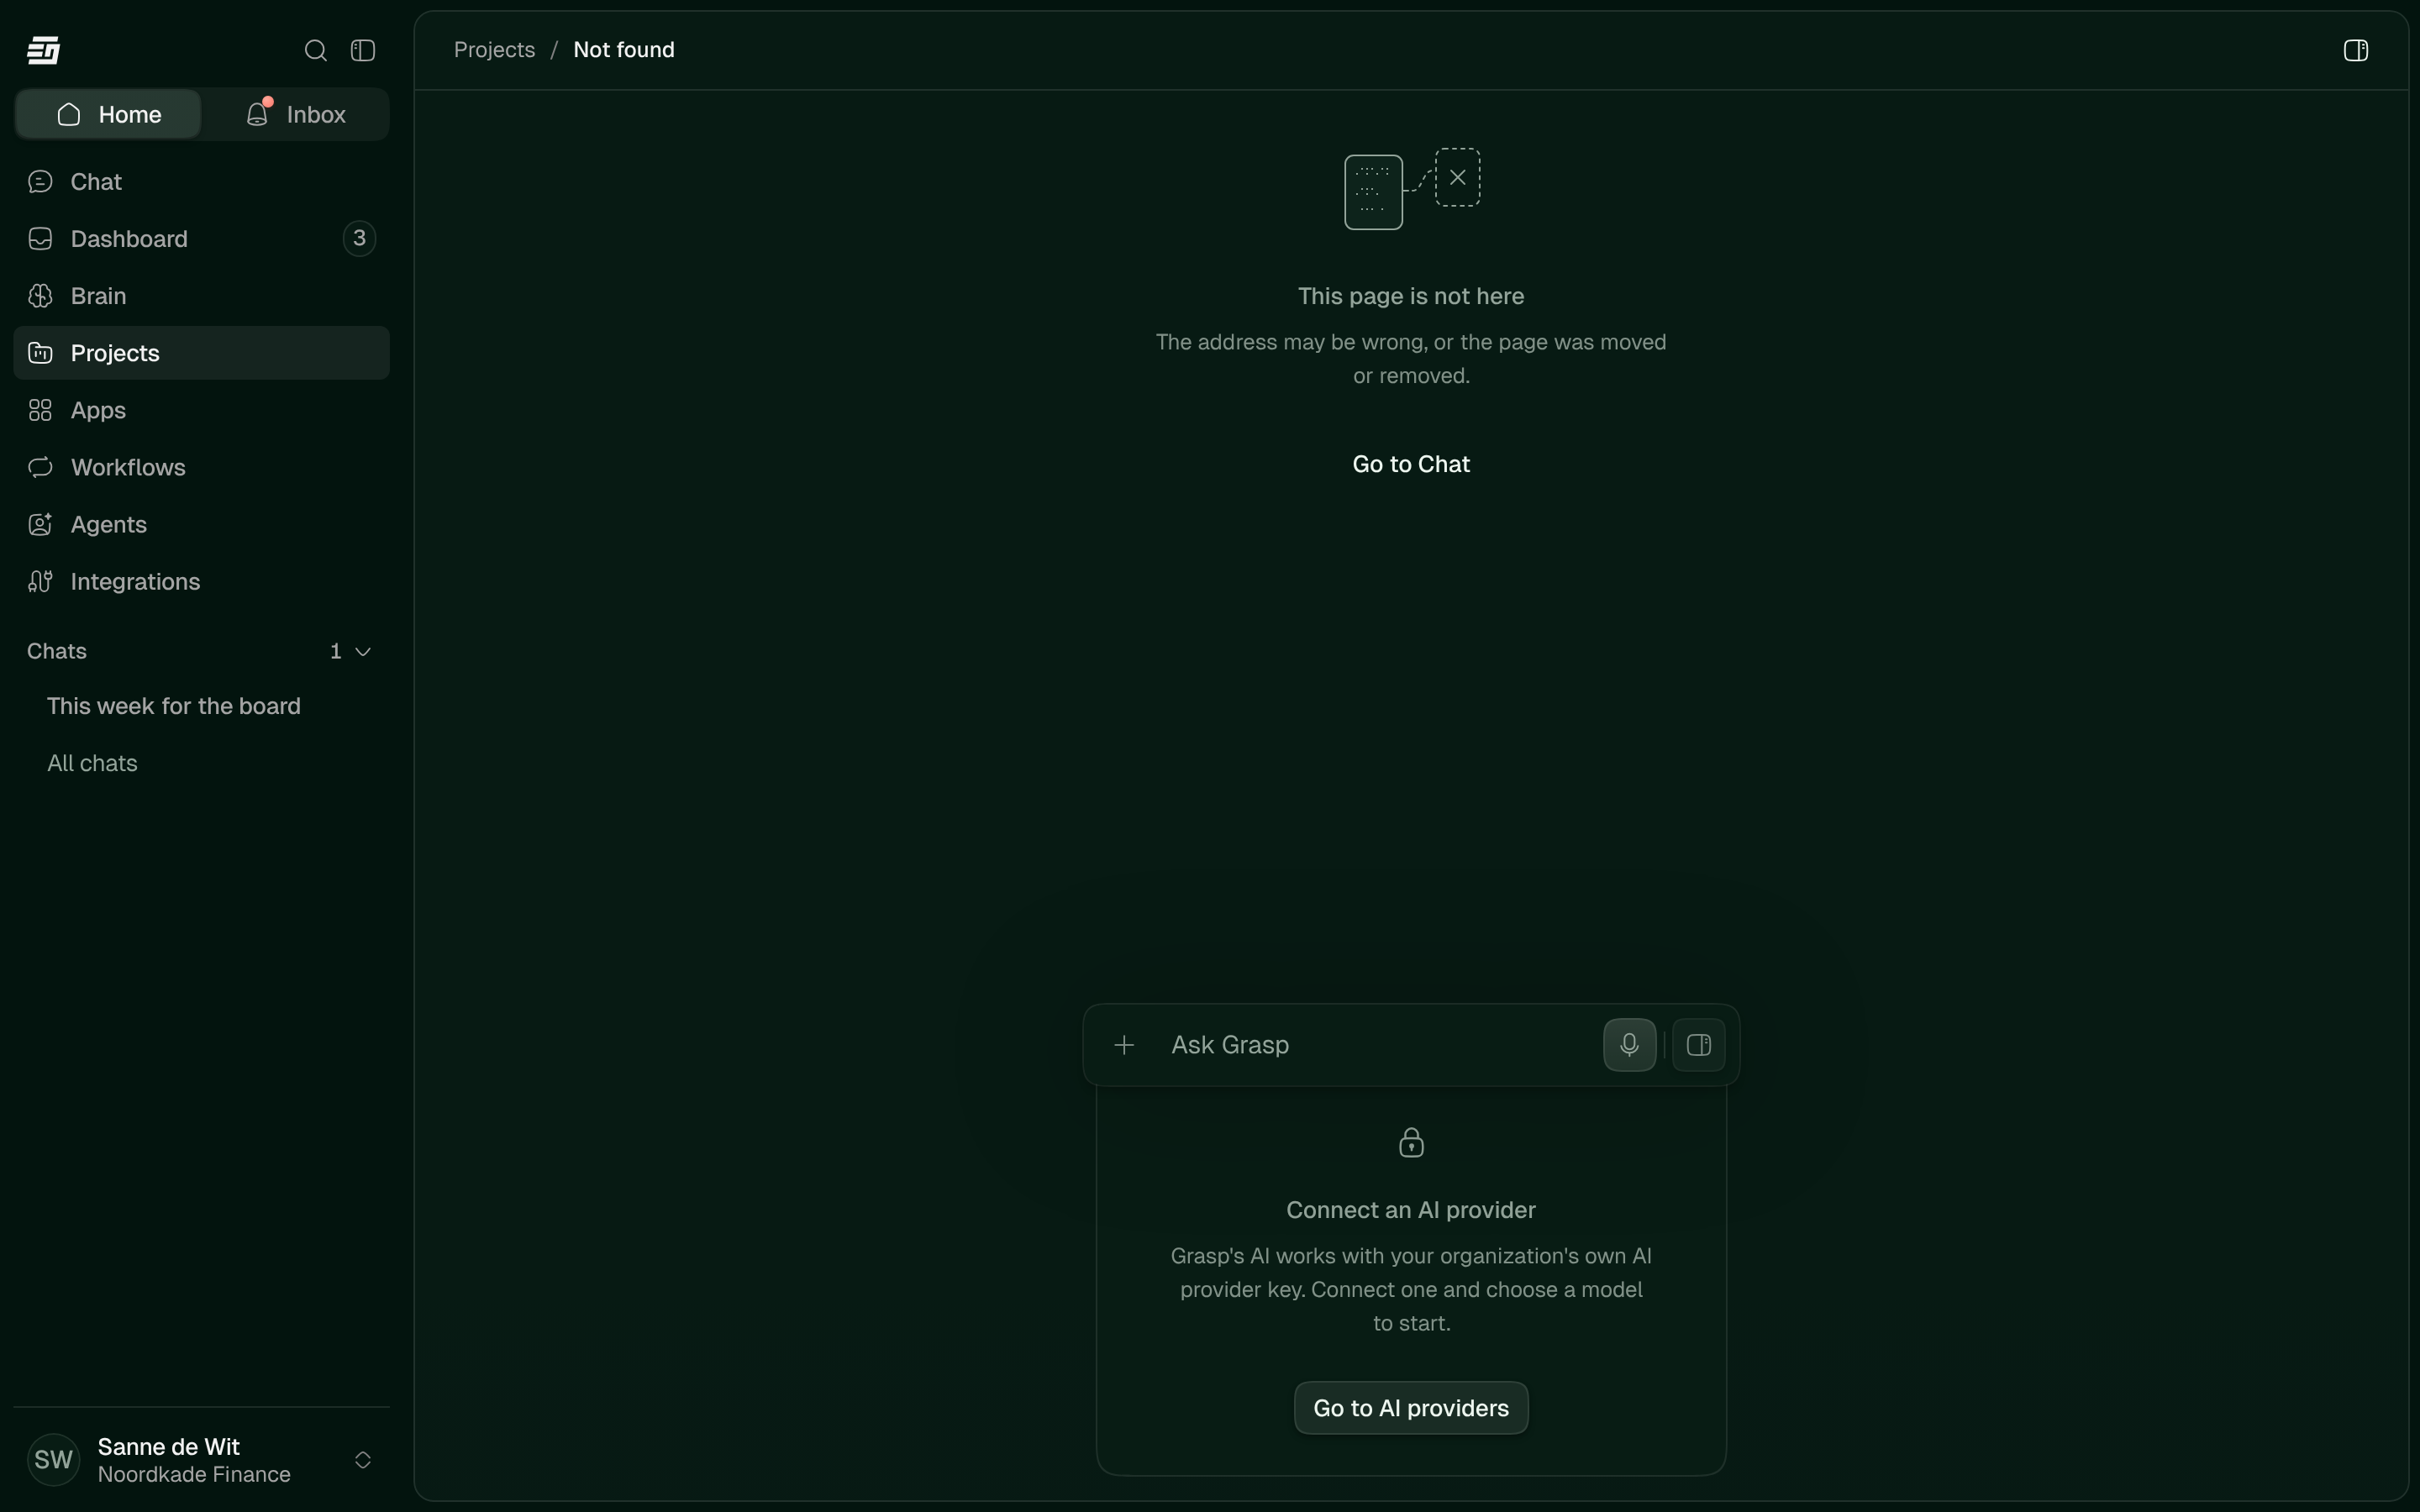 Home
Inbox
Chat
Dashboard
3
Brain
Projects
Apps
Workflows
Agents
Integrations
Chats
1
This week for the board
All chats
SW
Sanne de Wit
Noordkade Finance
Projects / Not found
This page is not here
The address may be wrong, or the page was moved
or removed.
Go to Chat
Ask Grasp
Connect an AI provider
Grasp's AI works with your organization's own AI
provider key. Connect one and choose a model
to start.
Go to AI providers